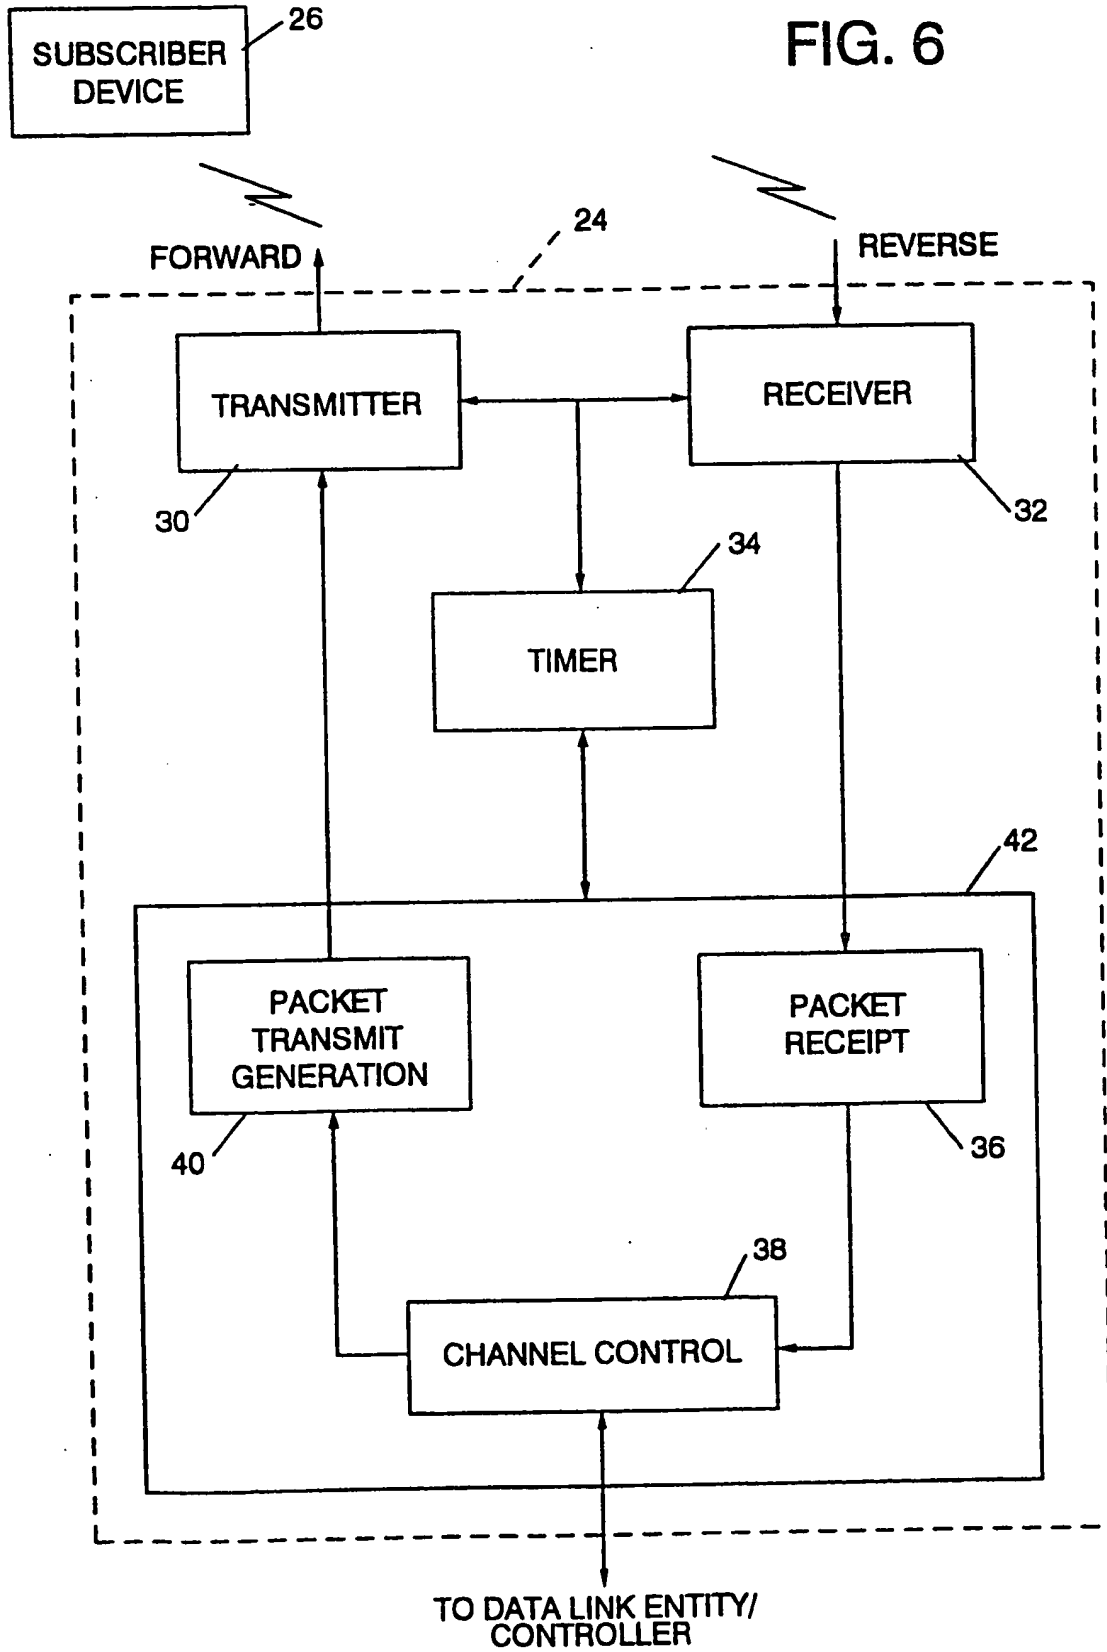 26
FIG. 6
SUBSCRIBER
DEVICE
24
FORWARD
REVERSE
TRANSMITTER
RECEIVER
30
32
34
TIMER
42
PACKET
TRANSMIT
GENERATION
PACKET
RECEIPT
40
36
38
CHANNEL CONTROL
TO DATA LINK ENTITY/
CONTROLLER